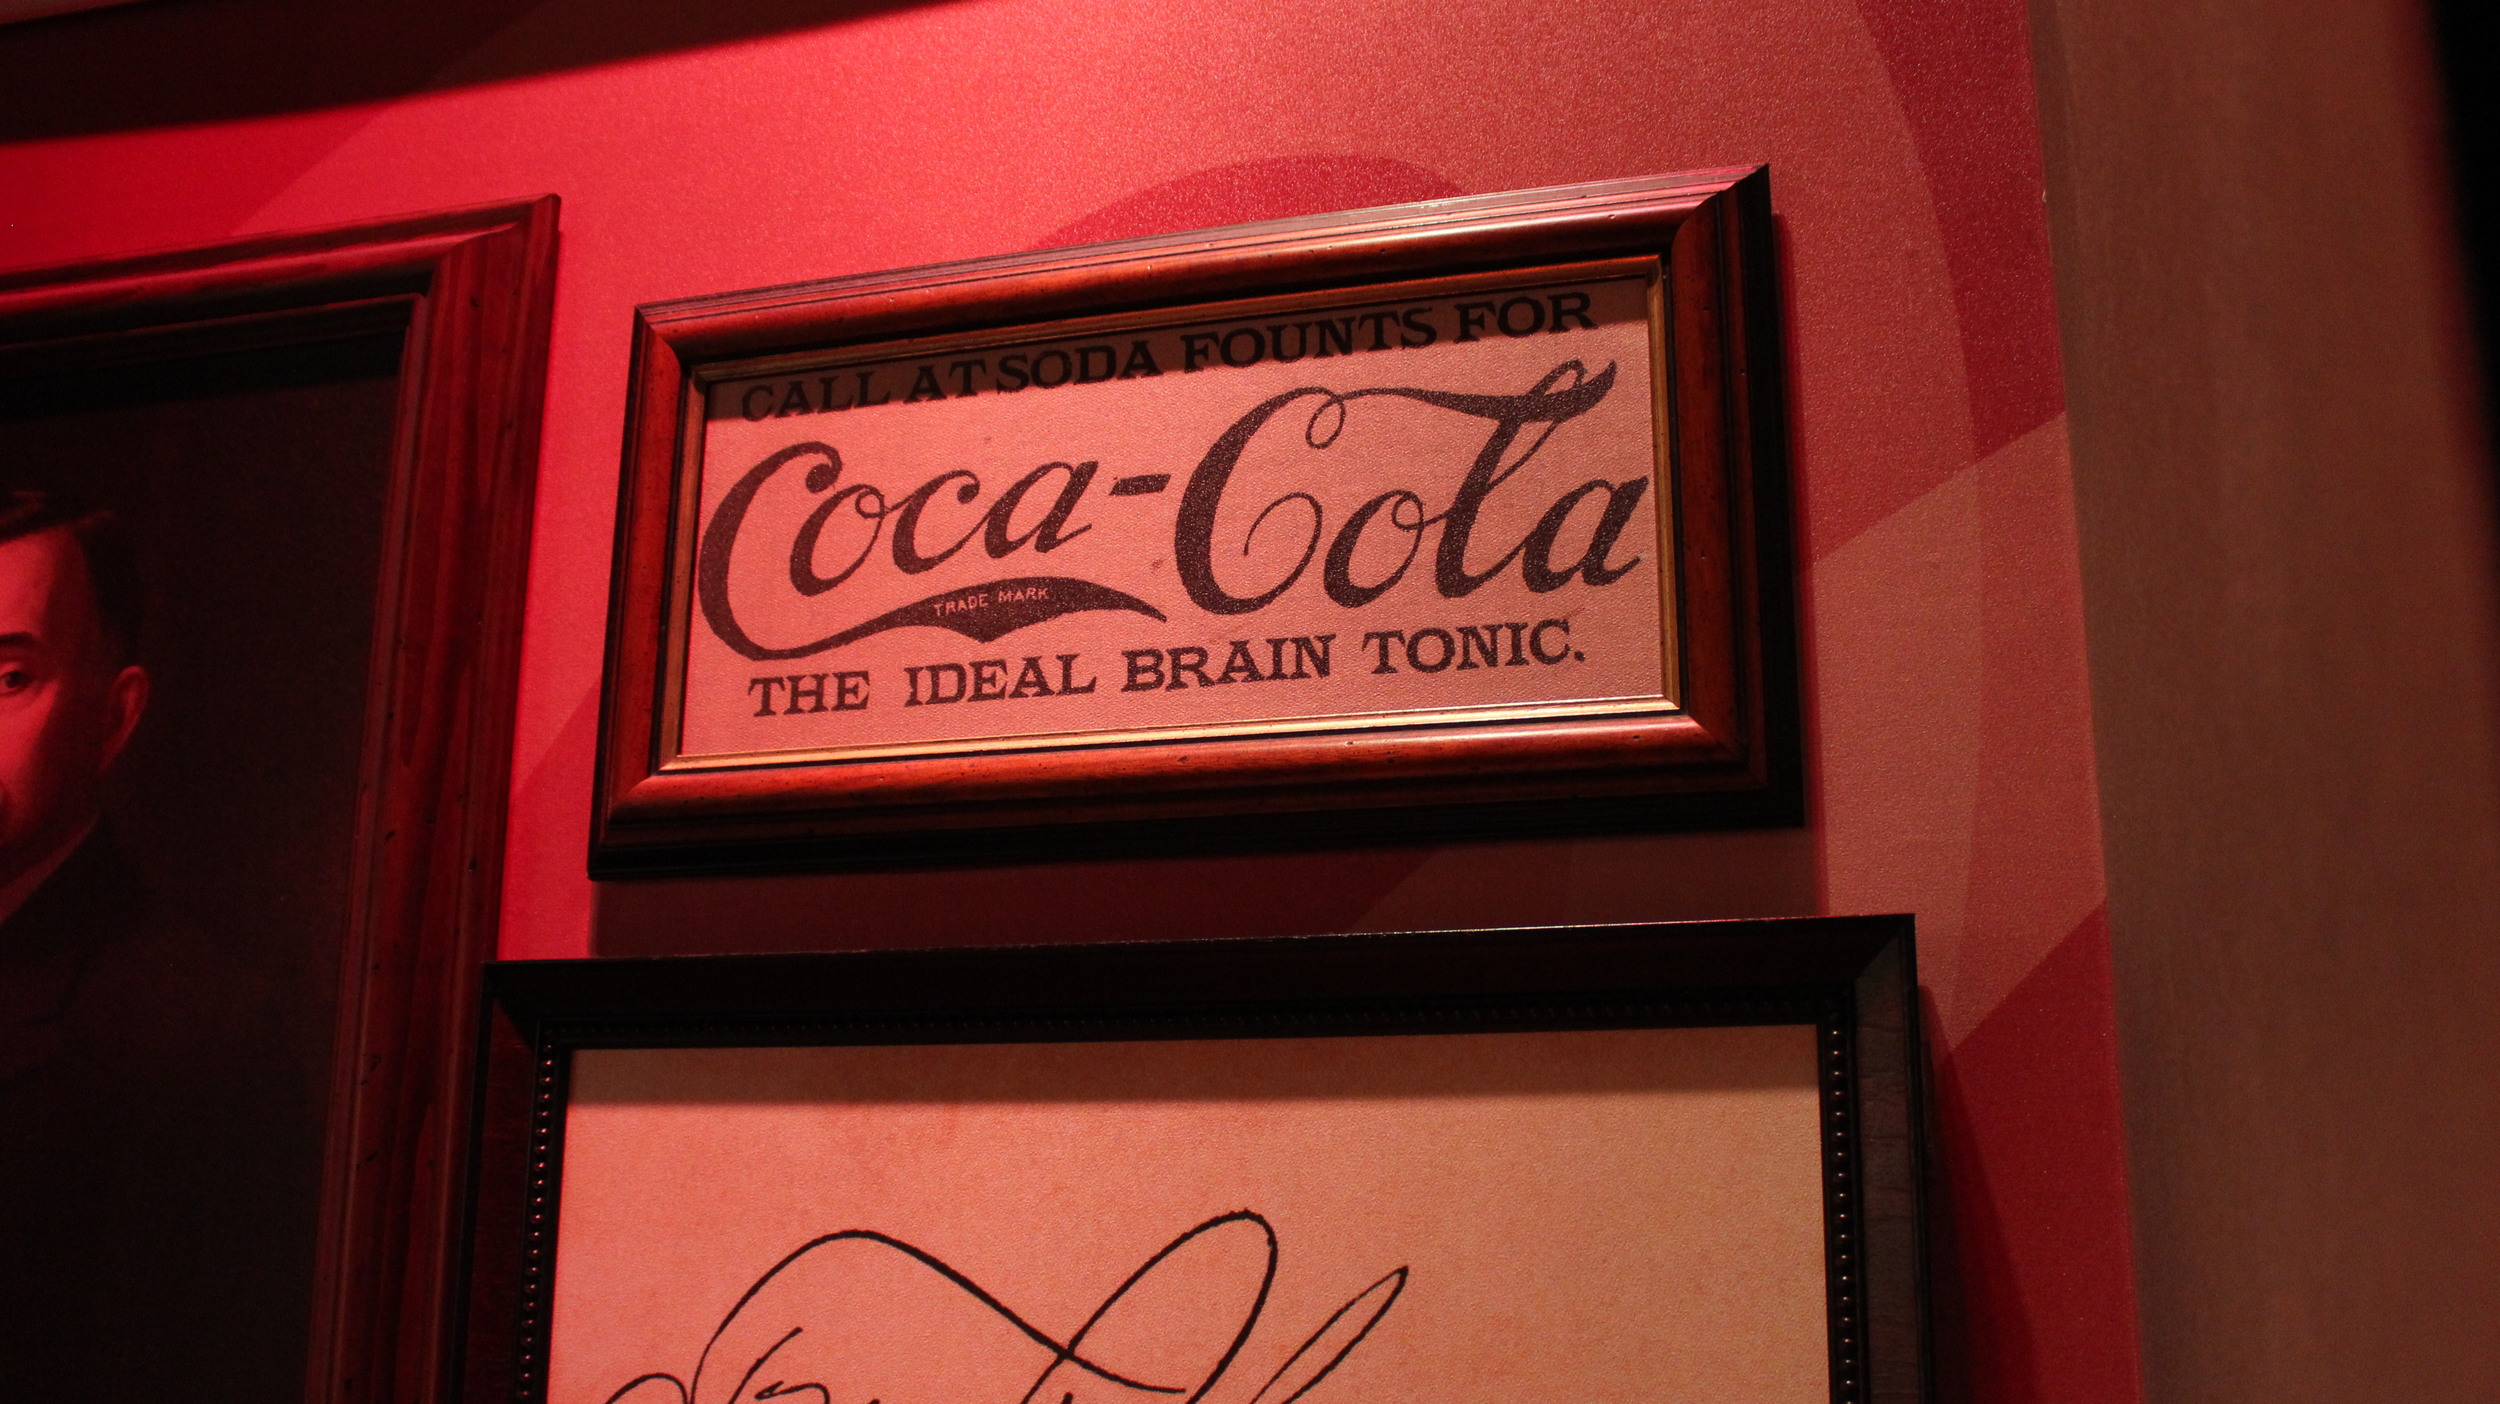 CALL AT SODA FOUNTS FOR
Coca-Cola
TRADE MARK
THE IDEAL BRAIN TONIC.